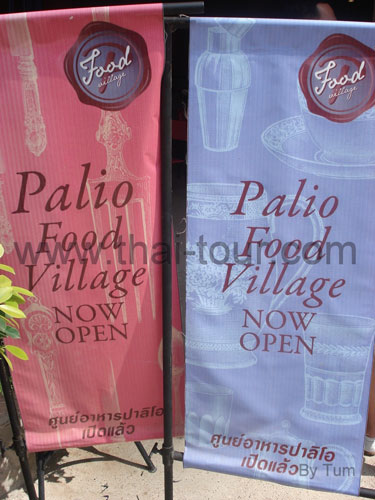 Food
village
Palio
Food
Village
NOW
OPEN
ศูนย์อาหารปาลิโอ
เปิดแล้ว
Food
village
Palio
Food
Village
NOW
OPEN
ศูนย์อาหารปาลิโอ
เปิดแล้ว
www.thai-tour.com
By Tum